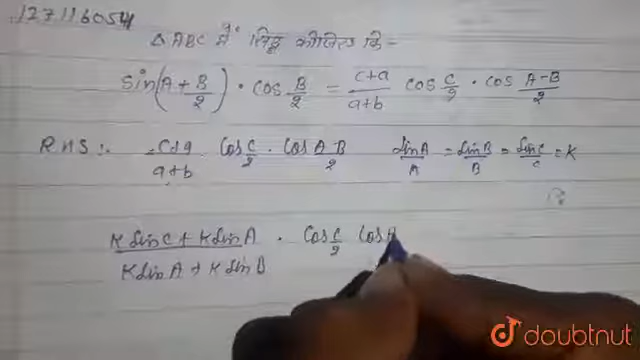 127116054
△ABC में सिद्ध कीजिए कि -
sin(A + B/2) · cos B/2 = c+a/a+b cos C/2 · cos A-B/2
RHS :- c+a/a+b cos C/2 · cos A-B/2 sinA/A = sinB/B = sinC/c = K
K sinC + K sinA / K sinA + K sinB · cos C/2 cos
doubtnut